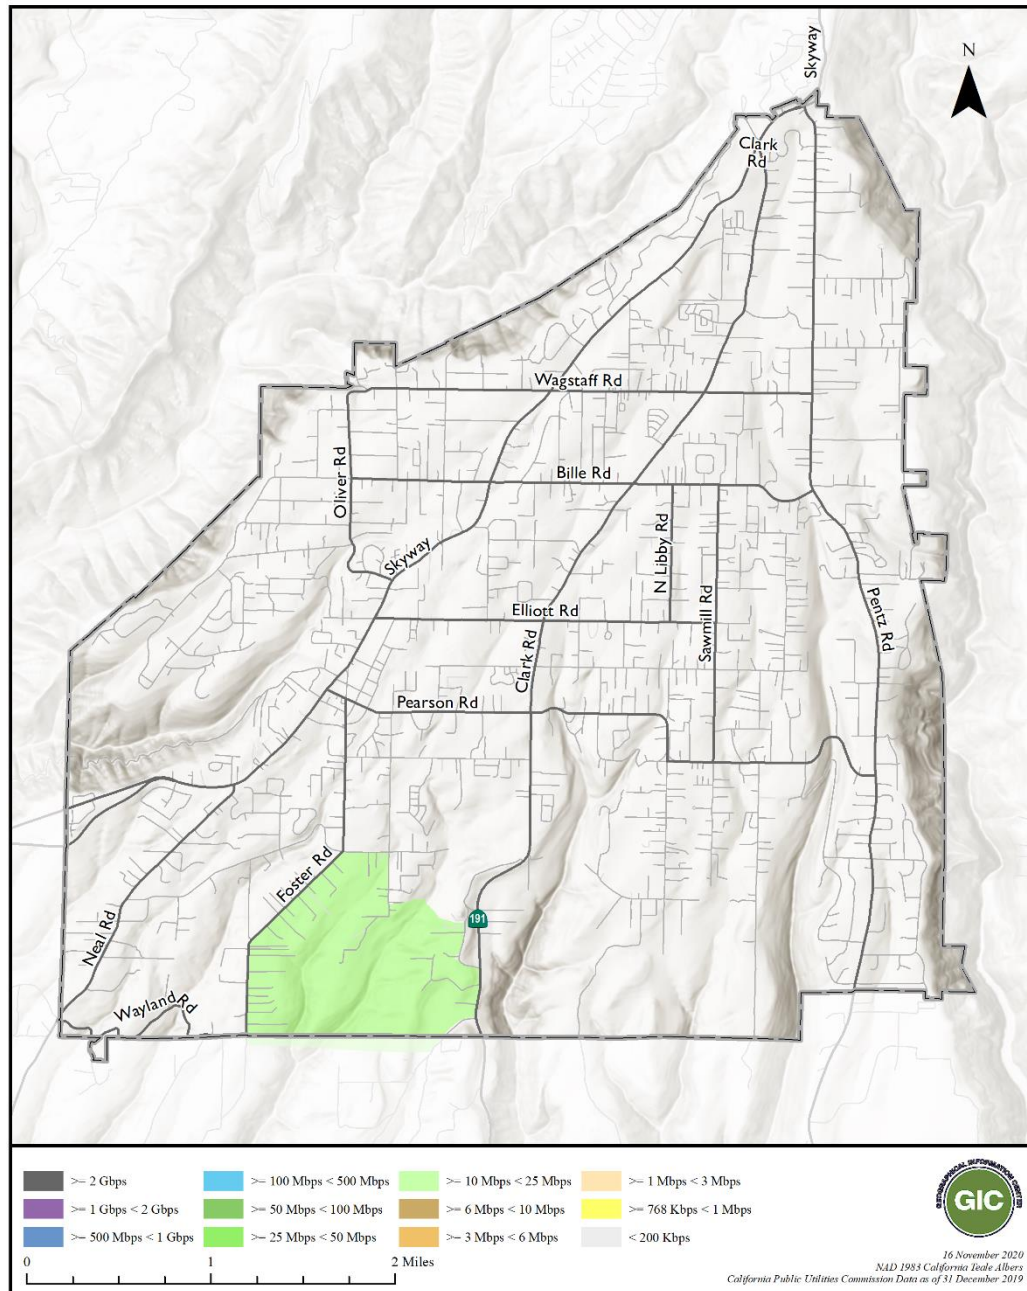 Skyway
N
Clark
Rd
Wagstaff Rd
Oliver Rd
Bille Rd
Skyway
N Libby Rd
Sawmill Rd
Pentz Rd
Elliott Rd
Clark Rd
Pearson Rd
Foster Rd
191
Neal Rd
Wayland Rd
>= 2 Gbps
>= 1 Gbps < 2 Gbps
>= 500 Mbps < 1 Gbps
>= 100 Mbps < 500 Mbps
>= 50 Mbps < 100 Mbps
>= 25 Mbps < 50 Mbps
>= 10 Mbps < 25 Mbps
>= 6 Mbps < 10 Mbps
>= 3 Mbps < 6 Mbps
>= 1 Mbps < 3 Mbps
>= 768 Kbps < 1 Mbps
< 200 Kbps
0 1 2 Miles
GEOGRAPHICAL INFORMATION CENTER
GIC
16 November 2020
NAD 1983 California Teale Albers
California Public Utilities Commission Data as of 31 December 2019